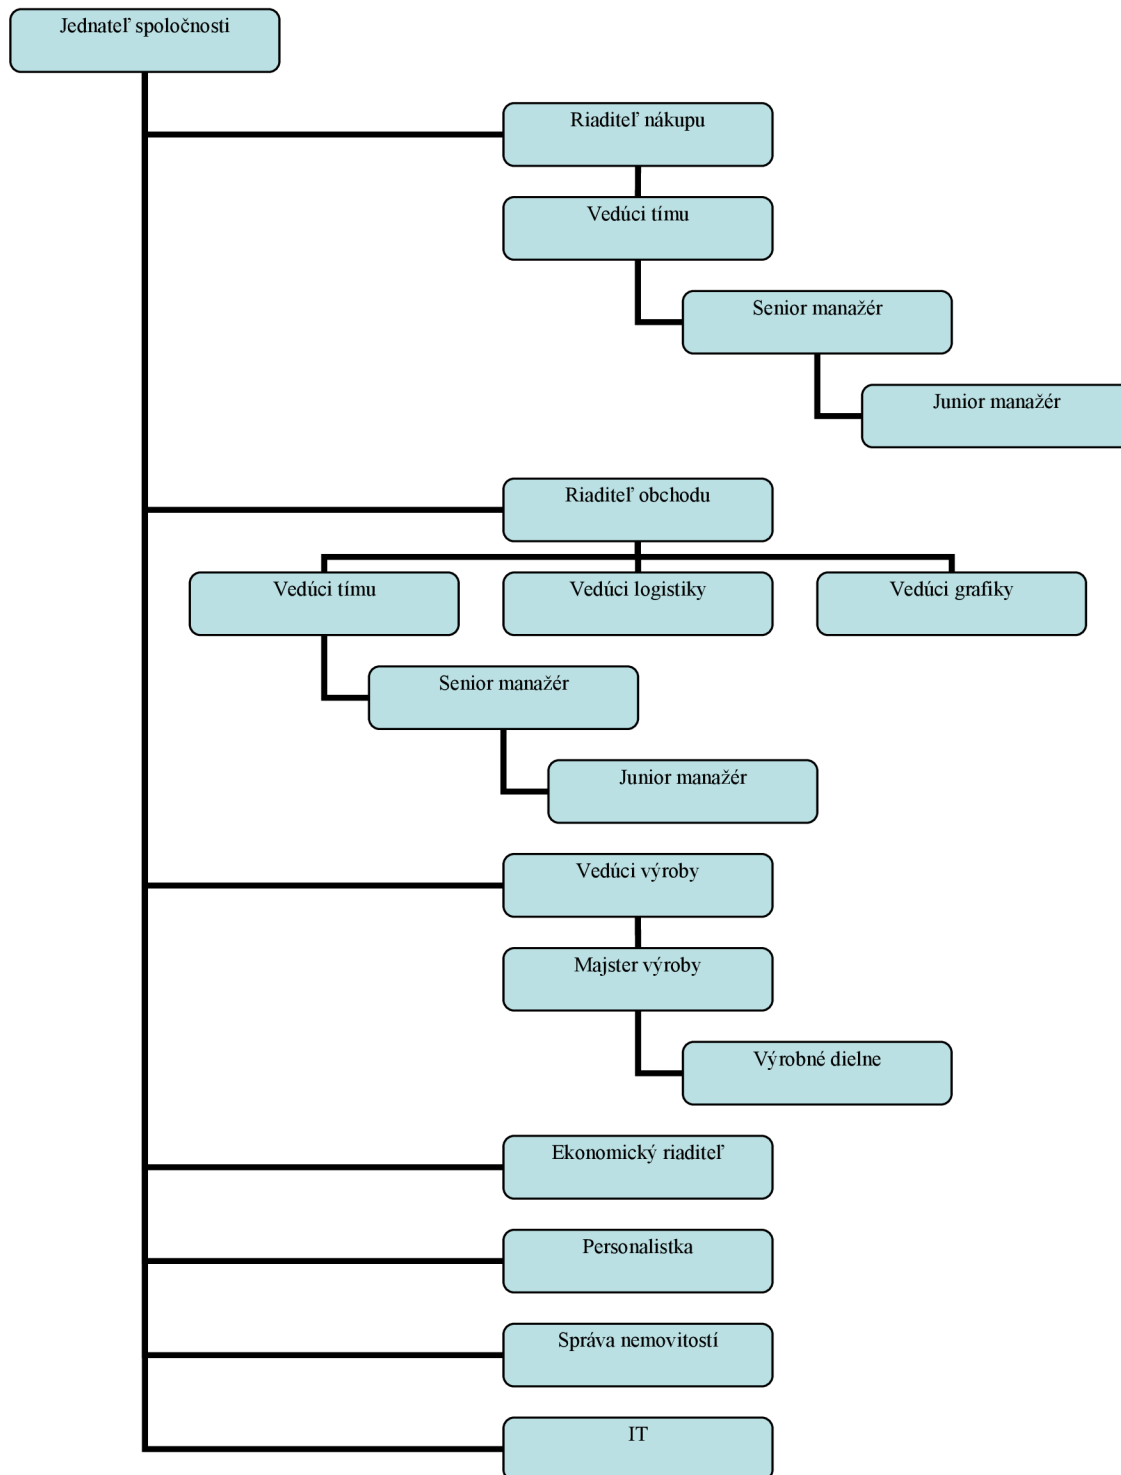 Jednateľ spoločnosti
Riaditeľ nákupu
Vedúci tímu
Senior manažér
Junior manažér
Riaditeľ obchodu
Vedúci tímu
Vedúci logistiky
Vedúci grafiky
Senior manažér
Junior manažér
Vedúci výroby
Majster výroby
Výrobné dielne
Ekonomický riaditeľ
Personalistka
Správa nemovitostí
IT